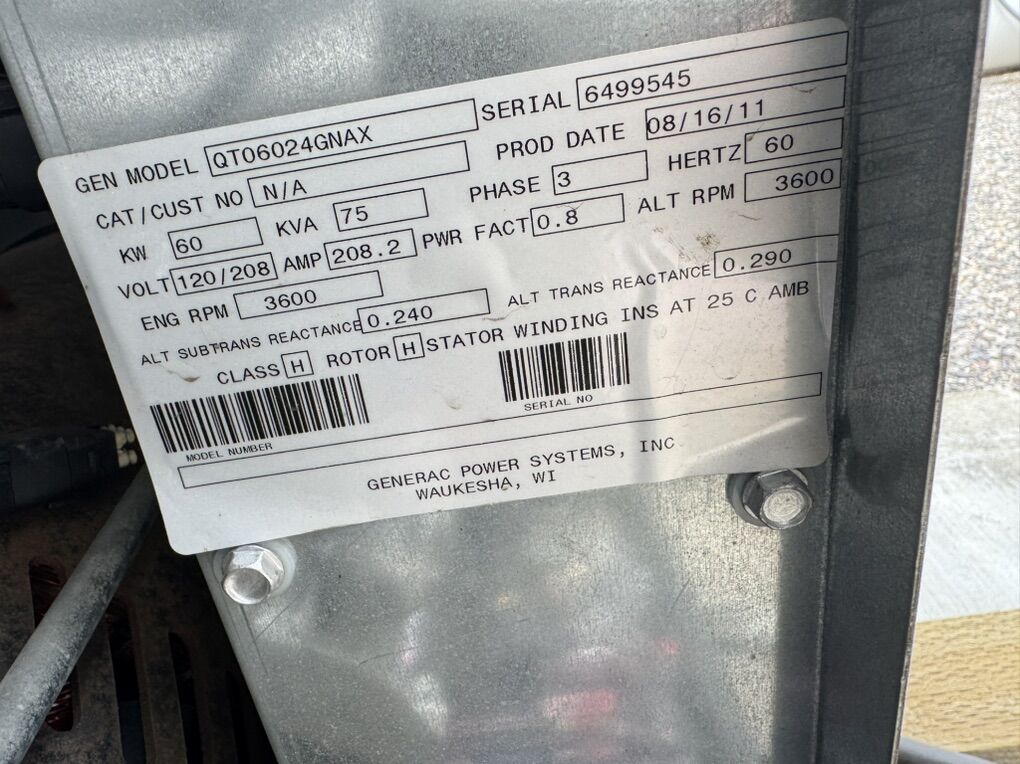 GEN MODEL QT06024GNAX SERIAL 6499545
CAT/CUST NO N/A PROD DATE 08/16/11
KW 60 KVA 75 PHASE 3 HERTZ 60
VOLT 120/208 AMP 208.2 PWR FACT 0.8 ALT RPM 3600
ENG RPM 3600
ALT SUBTRANS REACTANCE 0.240 ALT TRANS REACTANCE 0.290
CLASS H ROTOR H STATOR WINDING INS AT 25 C AMB
MODEL NUMBER SERIAL NO
GENERAC POWER SYSTEMS, INC
WAUKESHA, WI